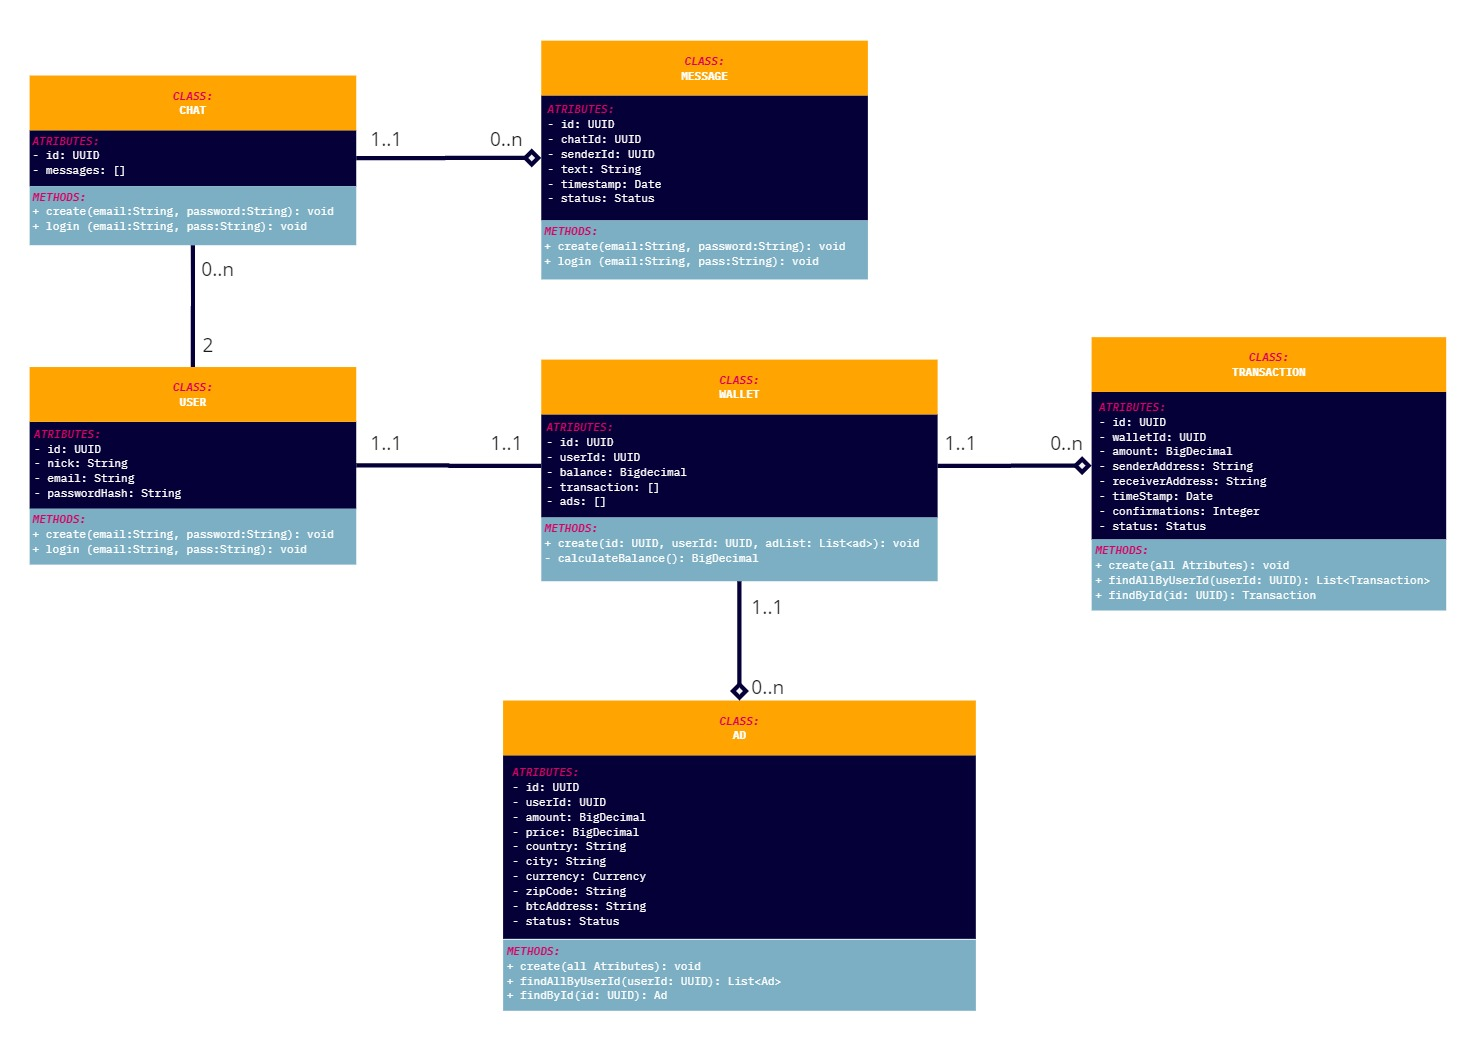 CLASS:
CHAT
ATRIBUTES:
- id: UUID
- messages: []
METHODS:
+ create(email:String, password:String): void
+ login (email:String, pass:String): void
1..1
0..n
CLASS:
MESSAGE
ATRIBUTES:
- id: UUID
- chatId: UUID
- senderId: UUID
- text: String
- timestamp: Date
- status: Status
METHODS:
+ create(email:String, password:String): void
+ login (email:String, pass:String): void
0..n
2
CLASS:
USER
ATRIBUTES:
- id: UUID
- nick: String
- email: String
- passwordHash: String
METHODS:
+ create(email:String, password:String): void
+ login (email:String, pass:String): void
1..1
1..1
CLASS:
WALLET
ATRIBUTES:
- id: UUID
- userId: UUID
- balance: Bigdecimal
- transaction: []
- ads: []
METHODS:
+ create(id: UUID, userId: UUID, adList: List<ad>): void
- calculateBalance(): BigDecimal
1..1
0..n
CLASS:
TRANSACTION
ATRIBUTES:
- id: UUID
- walletId: UUID
- amount: BigDecimal
- senderAddress: String
- receiverAddress: String
- timeStamp: Date
- confirmations: Integer
- status: Status
METHODS:
+ create(all Atributes): void
+ findAllByUserId(userId: UUID): List<Transaction>
+ findById(id: UUID): Transaction
1..1
0..n
CLASS:
AD
ATRIBUTES:
- id: UUID
- userId: UUID
- amount: BigDecimal
- price: BigDecimal
- country: String
- city: String
- currency: Currency
- zipCode: String
- btcAddress: String
- status: Status
METHODS:
+ create(all Atributes): void
+ findAllByUserId(userId: UUID): List<Ad>
+ findById(id: UUID): Ad